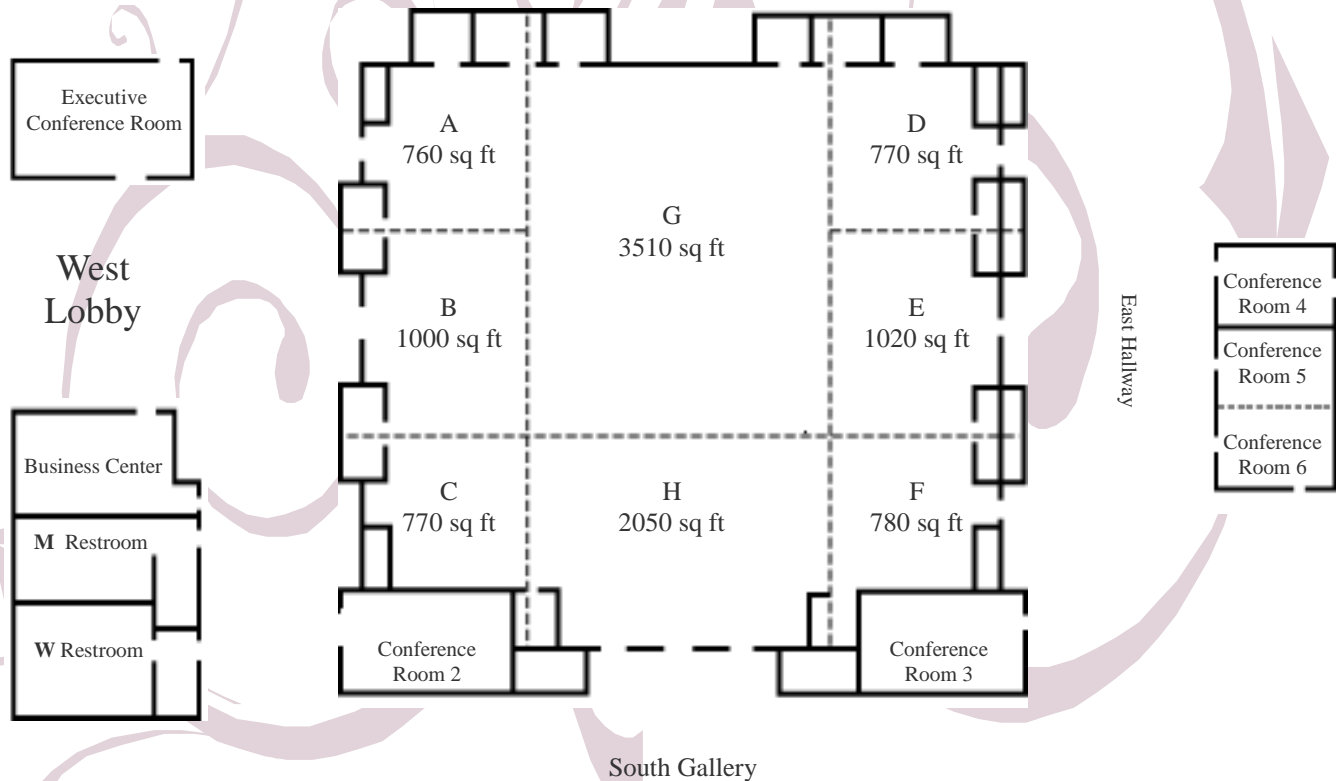 Executive
Conference Room
A
760 sq ft
D
770 sq ft
G
3510 sq ft
West
Lobby
B
1000 sq ft
E
1020 sq ft
East Hallway
Conference
Room 4
Conference
Room 5
Conference
Room 6
Business Center
M Restroom
W Restroom
C
770 sq ft
H
2050 sq ft
F
780 sq ft
Conference
Room 2
Conference
Room 3
South Gallery